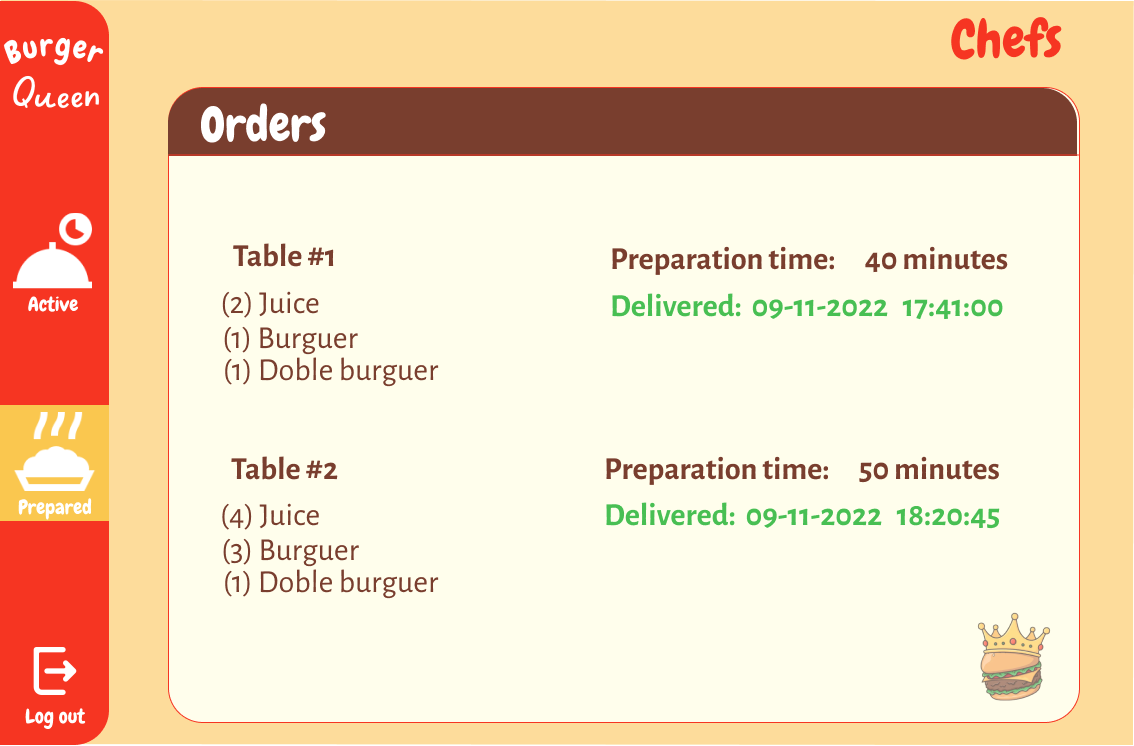 Burger
Queen
Chefs
Orders
Active
Prepared
Log out
Table #1
Preparation time: 40 minutes
(2) Juice
Delivered: 09-11-2022 17:41:00
(1) Burguer
(1) Doble burguer
Table #2
Preparation time: 50 minutes
(4) Juice
Delivered: 09-11-2022 18:20:45
(3) Burguer
(1) Doble burguer